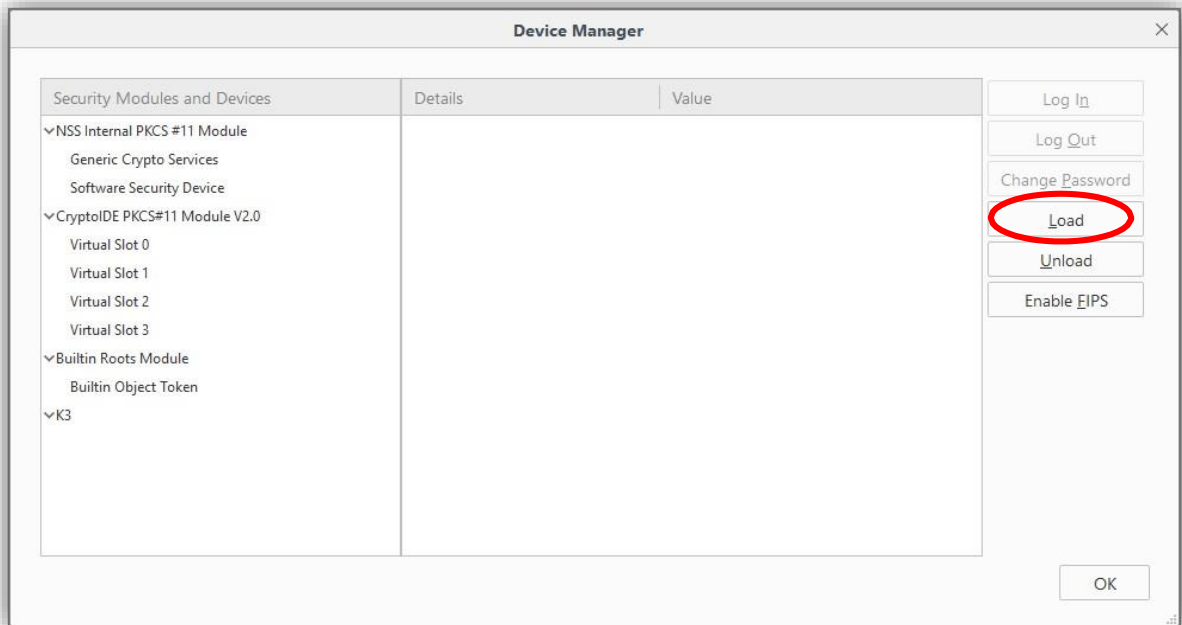 Device Manager
Security Modules and Devices
Details
Value
NSS Internal PKCS #11 Module
Generic Crypto Services
Software Security Device
CryptoIDE PKCS#11 Module V2.0
Virtual Slot 0
Virtual Slot 1
Virtual Slot 2
Virtual Slot 3
Builtin Roots Module
Builtin Object Token
K3
Log In
Log Out
Change Password
Load
Unload
Enable FIPS
OK